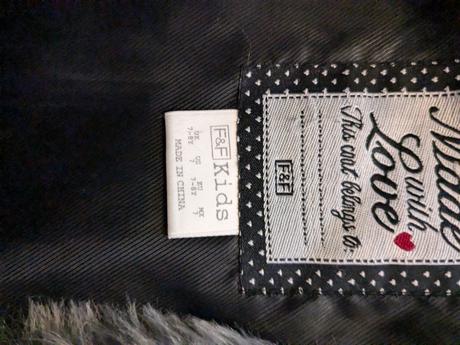 Made
with
Love
This coat belongs to:
F&F
F&F Kids
UK US EU MX
7-8Y 7 7-8Y 7
MADE IN CHINA